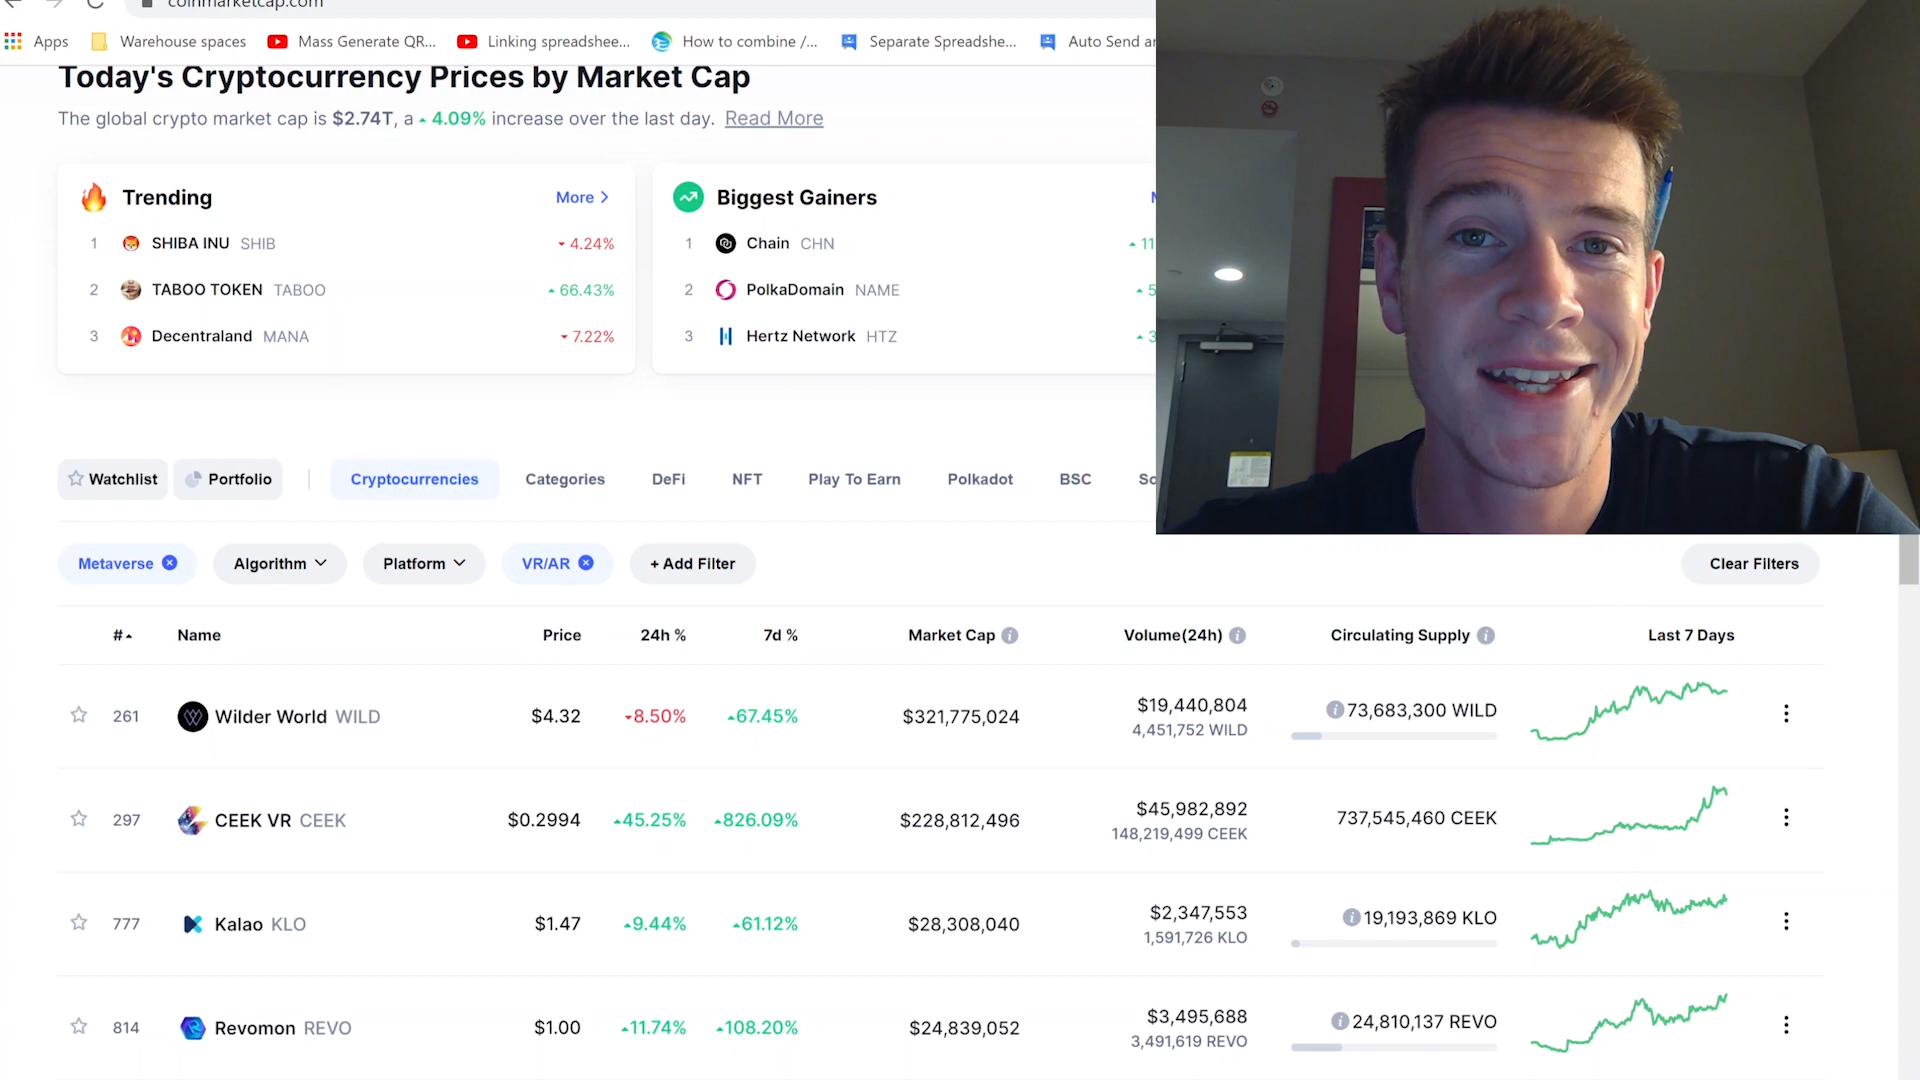 coinmarketcap.com
Apps Warehouse spaces Mass Generate QR... Linking spreadshee... How to combine /... Separate Spreadshe... Auto Send an
Today's Cryptocurrency Prices by Market Cap
The global crypto market cap is $2.74T, a 4.09% increase over the last day. Read More
Trending More
1 SHIBA INU SHIB 4.24%
2 TABOO TOKEN TABOO 66.43%
3 Decentraland MANA 7.22%
Biggest Gainers
1 Chain CHN 11
2 PolkaDomain NAME 5
3 Hertz Network HTZ 3
Watchlist Portfolio Cryptocurrencies Categories DeFi NFT Play To Earn Polkadot BSC So
Metaverse Algorithm Platform VR/AR + Add Filter Clear Filters
# Name Price 24h % 7d % Market Cap Volume(24h) Circulating Supply Last 7 Days
261 Wilder World WILD $4.32 8.50% 67.45% $321,775,024 $19,440,804 73,683,300 WILD
4,451,752 WILD
297 CEEK VR CEEK $0.2994 45.25% 826.09% $228,812,496 $45,982,892 737,545,460 CEEK
148,219,499 CEEK
777 Kalao KLO $1.47 9.44% 61.12% $28,308,040 $2,347,553 19,193,869 KLO
1,591,726 KLO
814 Revomon REVO $1.00 11.74% 108.20% $24,839,052 $3,495,688 24,810,137 REVO
3,491,619 REVO